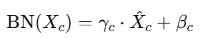 BN(X_c) = γ_c · X̂_c + β_c